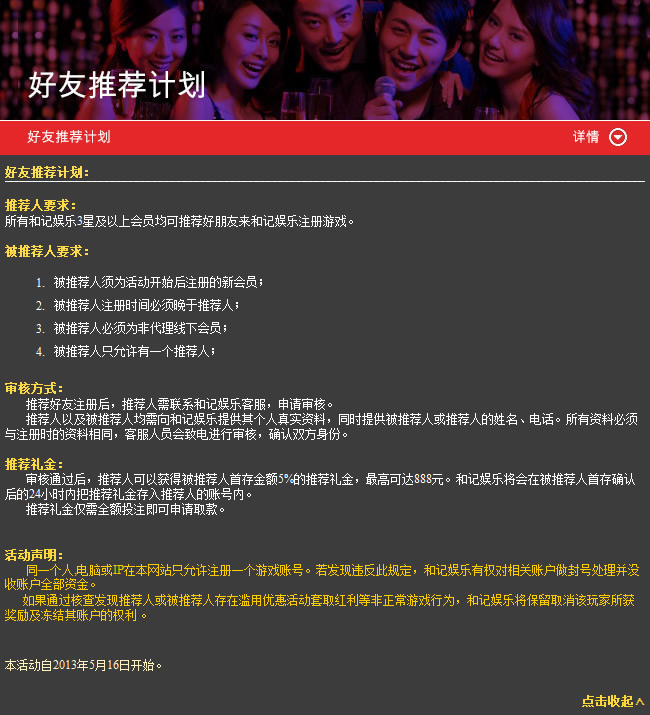 好友推荐计划
好友推荐计划 详情
好友推荐计划：
推荐人要求：
所有和记娱乐3星及以上会员均可推荐好朋友来和记娱乐注册游戏。
被推荐人要求：
1. 被推荐人须为活动开始后注册的新会员；
2. 被推荐人注册时间必须晚于推荐人；
3. 被推荐人必须为非代理线下会员；
4. 被推荐人只允许有一个推荐人；
审核方式：
推荐好友注册后，推荐人需联系和记娱乐客服，申请审核。
推荐人以及被推荐人均需向和记娱乐提供其个人真实资料，同时提供被推荐人或推荐人的姓名、电话。所有资料必须
与注册时的资料相同，客服人员会致电进行审核，确认双方身份。
推荐礼金：
审核通过后，推荐人可以获得被推荐人首存金额5%的推荐礼金，最高可达888元。和记娱乐将会在被推荐人首存确认
后的24小时内把推荐礼金存入推荐人的账号内。
推荐礼金仅需全额投注即可申请取款。
活动声明：
同一个人,电脑或IP在本网站只允许注册一个游戏账号。若发现违反此规定，和记娱乐有权对相关账户做封号处理并没
收账户全部资金。
如果通过核查发现推荐人或被推荐人存在滥用优惠活动套取红利等非正常游戏行为，和记娱乐将保留取消该玩家所获
奖励及冻结其账户的权利 。
本活动自2013年5月16日开始。
点击收起∧